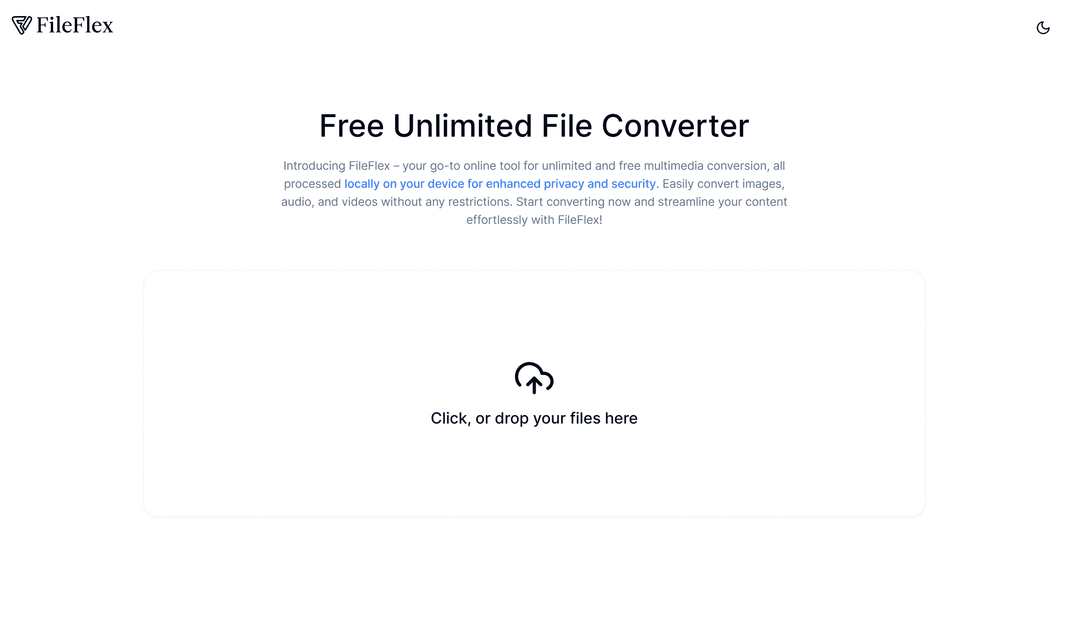 FileFlex
Free Unlimited File Converter
Introducing FileFlex – your go-to online tool for unlimited and free multimedia conversion, all
processed locally on your device for enhanced privacy and security. Easily convert images,
audio, and videos without any restrictions. Start converting now and streamline your content
effortlessly with FileFlex!
Click, or drop your files here